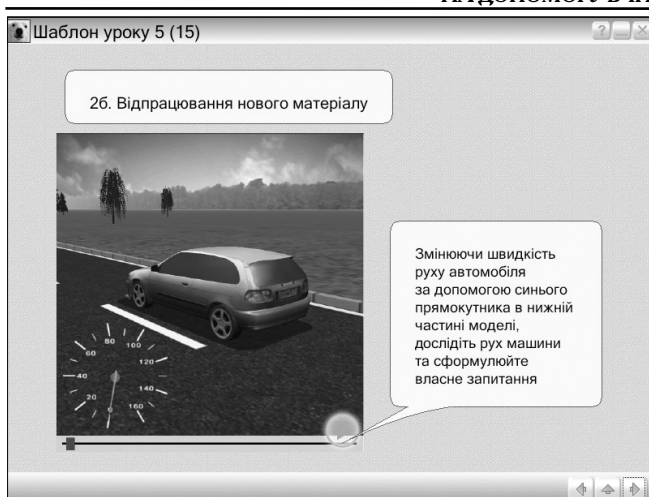 Шаблон уроку 5 (15)
2б. Відпрацювання нового матеріалу
Змінюючи швидкість
руху автомобіля
за допомогою синього
прямокутника в нижній
частині моделі,
дослідіть рух машини
та сформулюйте
власне запитання
80
100
60
120
40
140
20
160
0